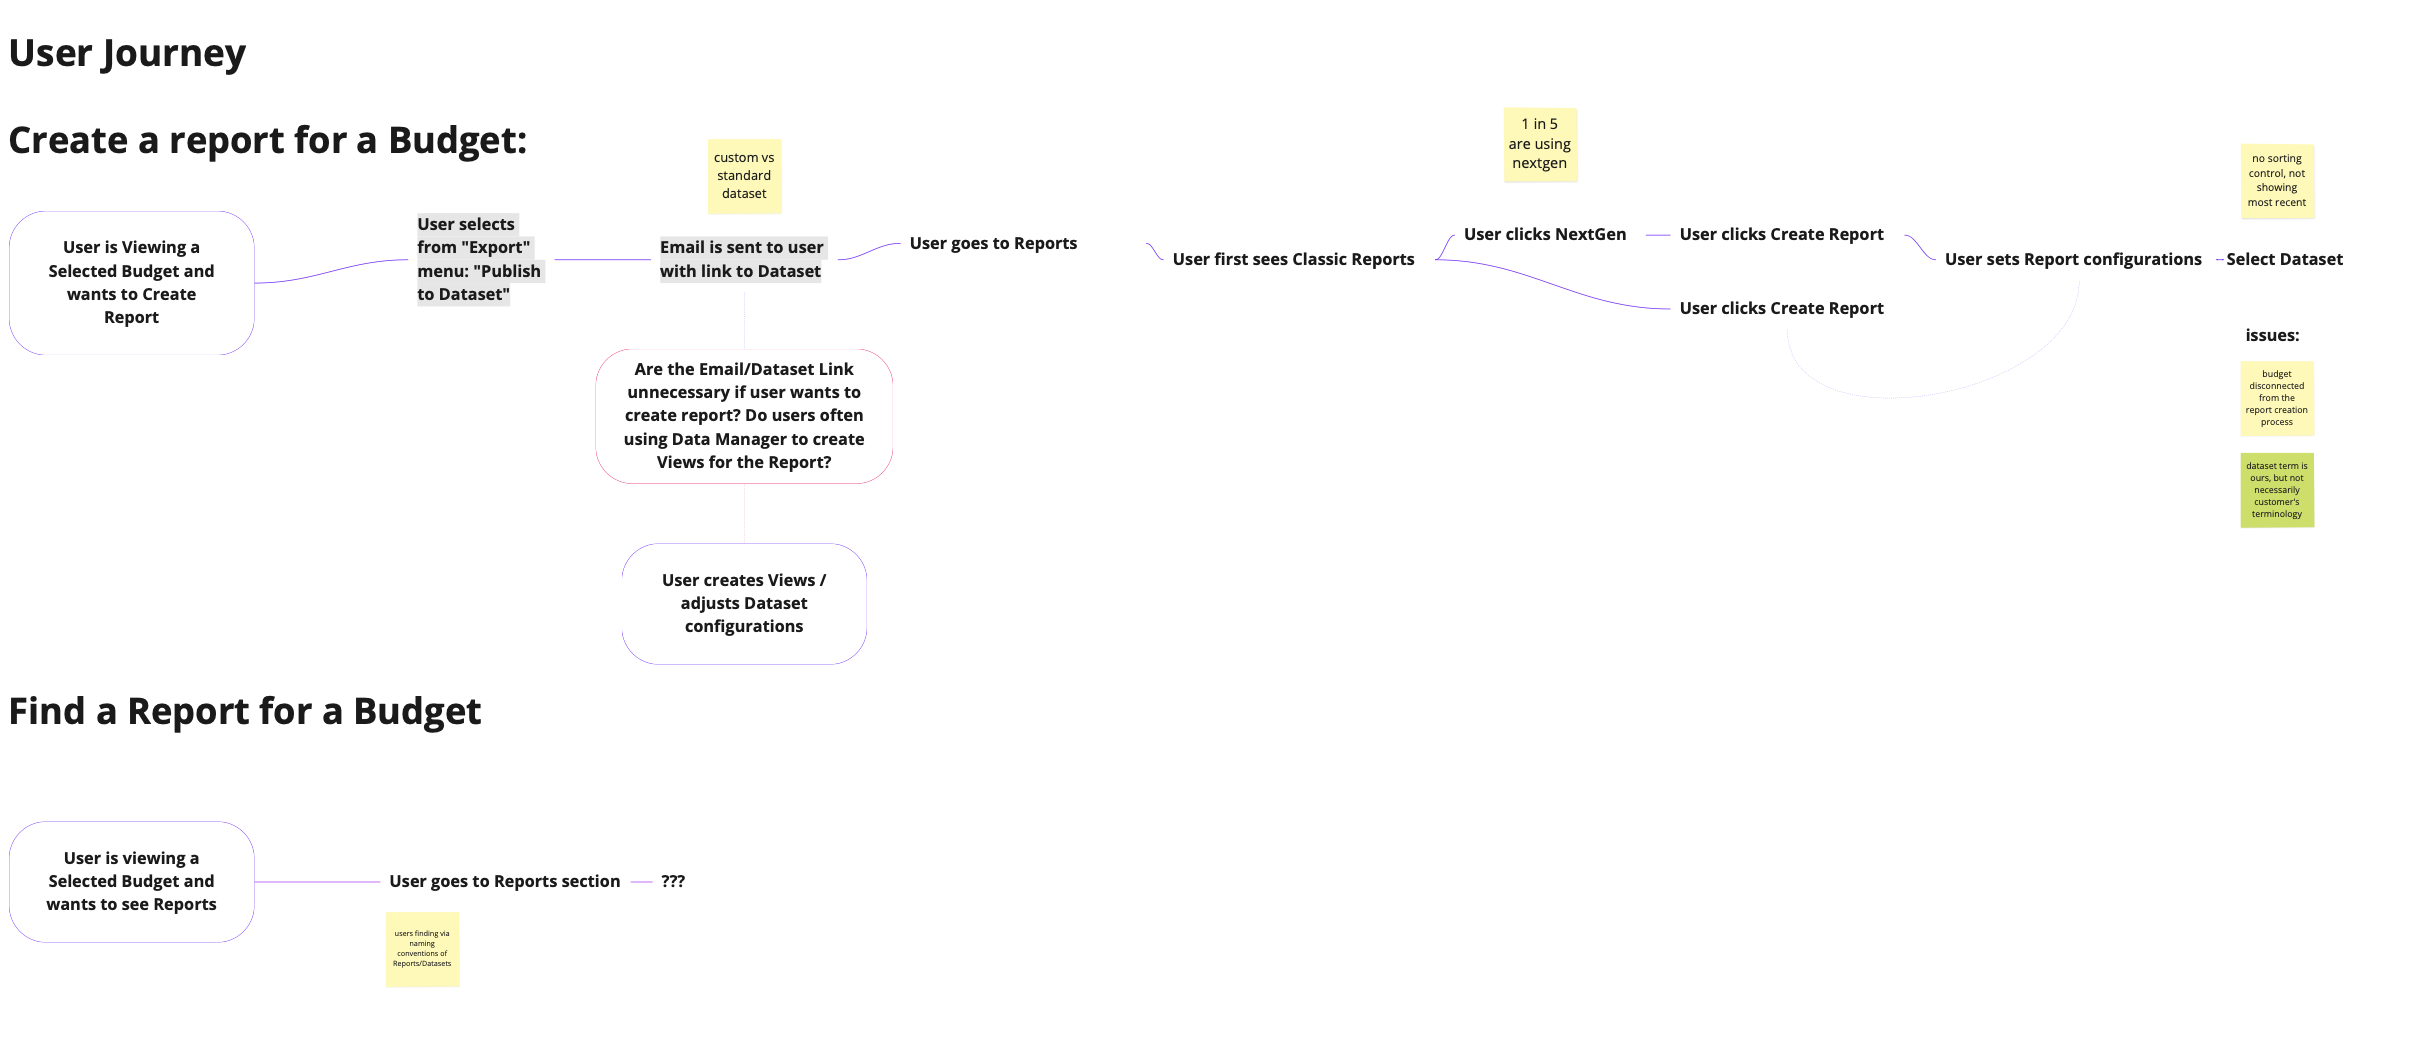 User Journey
Create a report for a Budget:
custom vs
standard
dataset
1 in 5
are using
nextgen
no sorting
control, not
showing
most recent
User is Viewing a
Selected Budget and
wants to Create
Report
User selects
from "Export"
menu: "Publish
to Dataset"
Email is sent to user
with link to Dataset
User goes to Reports
User first sees Classic Reports
User clicks NextGen
User clicks Create Report
User clicks Create Report
User sets Report configurations
Select Dataset
issues:
budget
disconnected
from the
report creation
process
dataset term is
ours, but not
necessarily
customer's
terminology
Are the Email/Dataset Link
unnecessary if user wants to
create report? Do users often
using Data Manager to create
Views for the Report?
User creates Views /
adjusts Dataset
configurations
Find a Report for a Budget
User is viewing a
Selected Budget and
wants to see Reports
User goes to Reports section
???
users finding via
naming
conventions of
Reports/Datasets